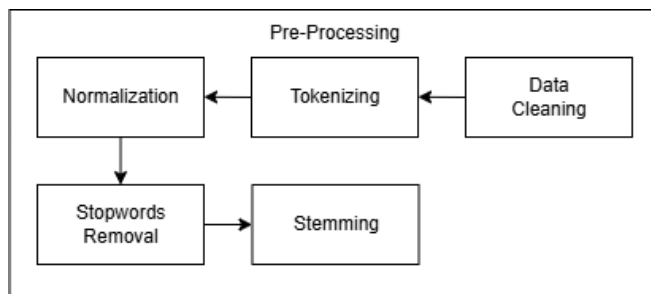 Pre-Processing
Normalization
Tokenizing
Data
Cleaning
Stopwords
Removal
Stemming